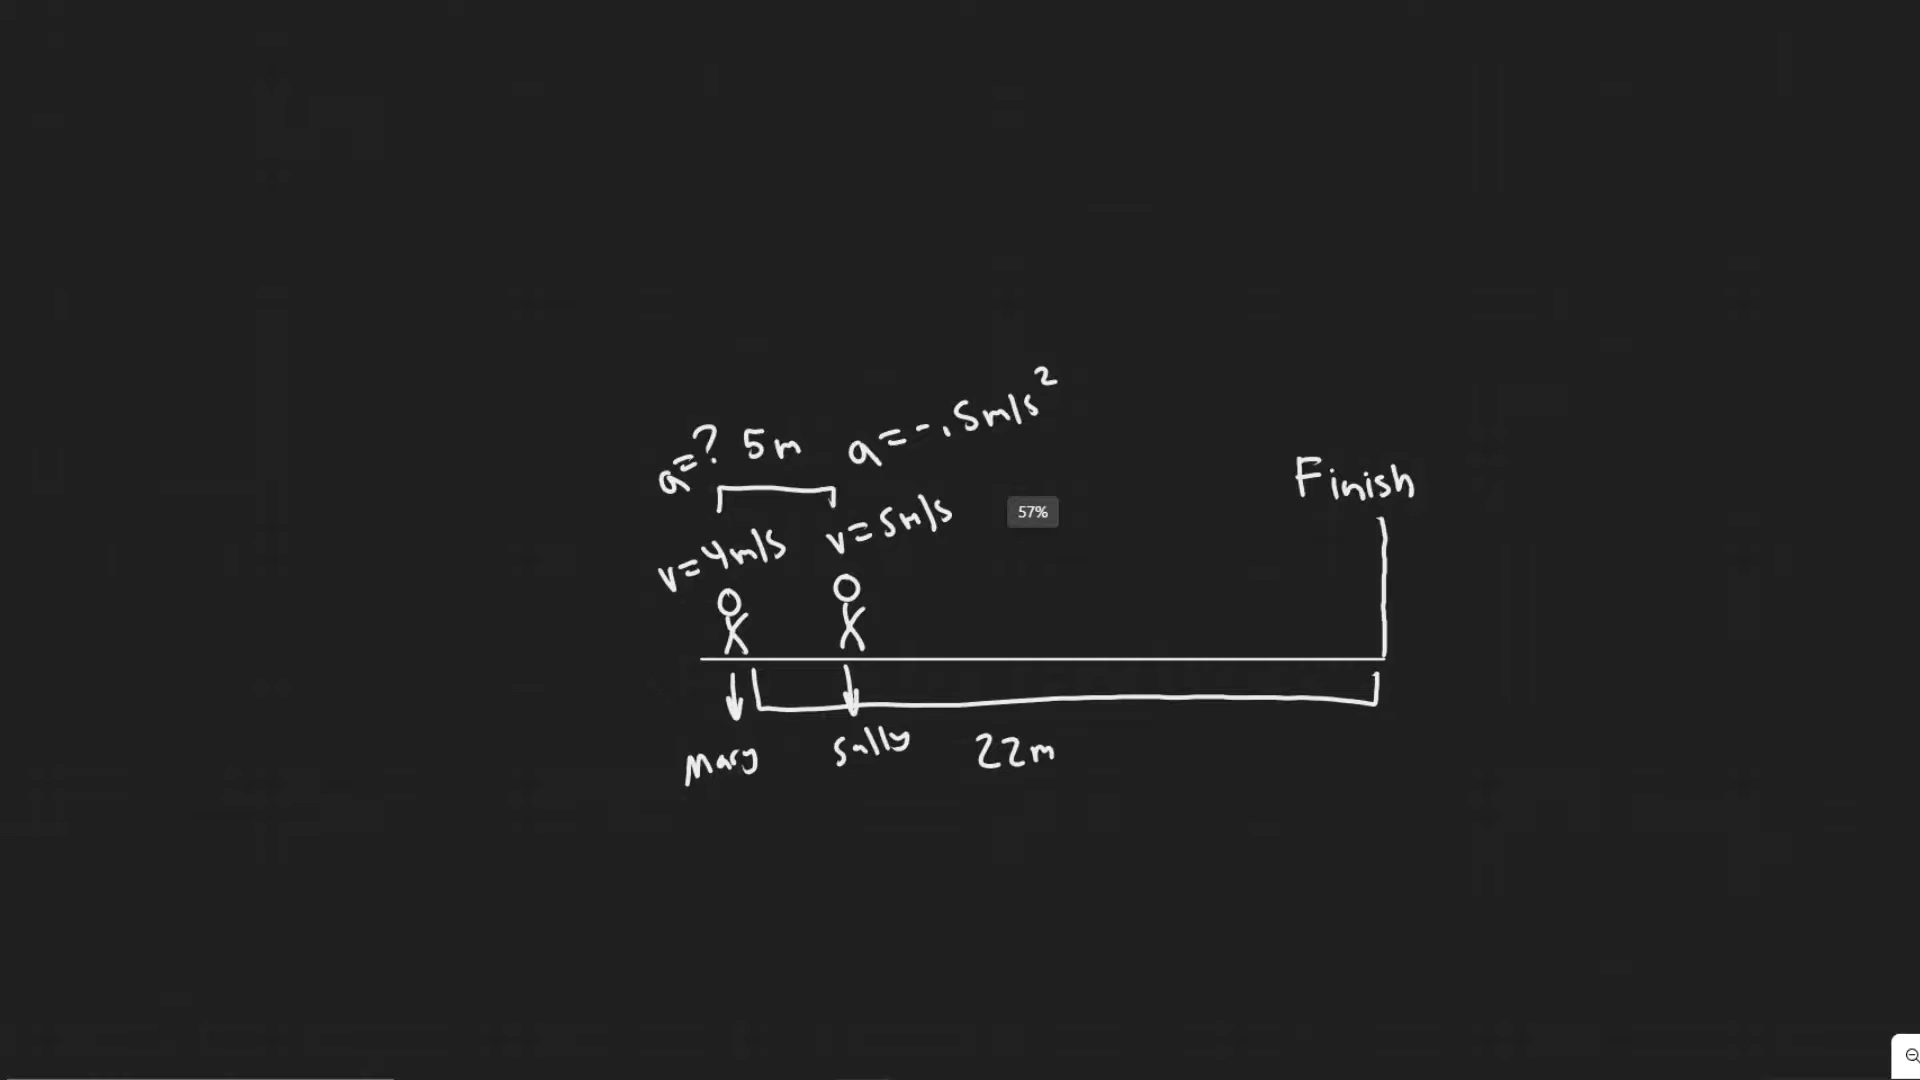 a=? 5m a=-.5m/s²
Finish
v=4m/s v=5m/s
57%
Mary Sally 22m